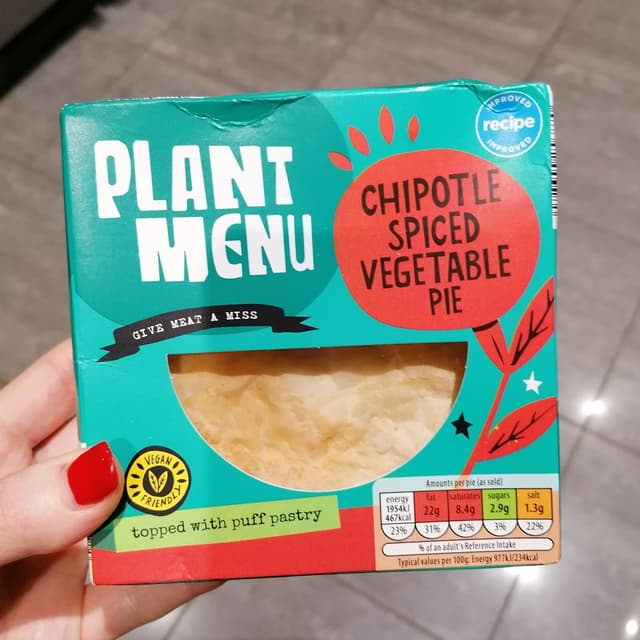 PLANT
MENU
GIVE MEAT A MISS
IMPROVED
recipe
IMPROVED
CHIPOTLE
SPICED
VEGETABLE
PIE
VEGAN
FRIENDLY
topped with puff pastry
Amounts per pie (as sold)
energy fat saturates sugars salt
1954kJ 22g 8.4g 2.9g 1.3g
467kcal
23% 31% 42% 3% 22%
% of an adult's Reference Intake
Typical values per 100g: Energy 977kJ/234kcal